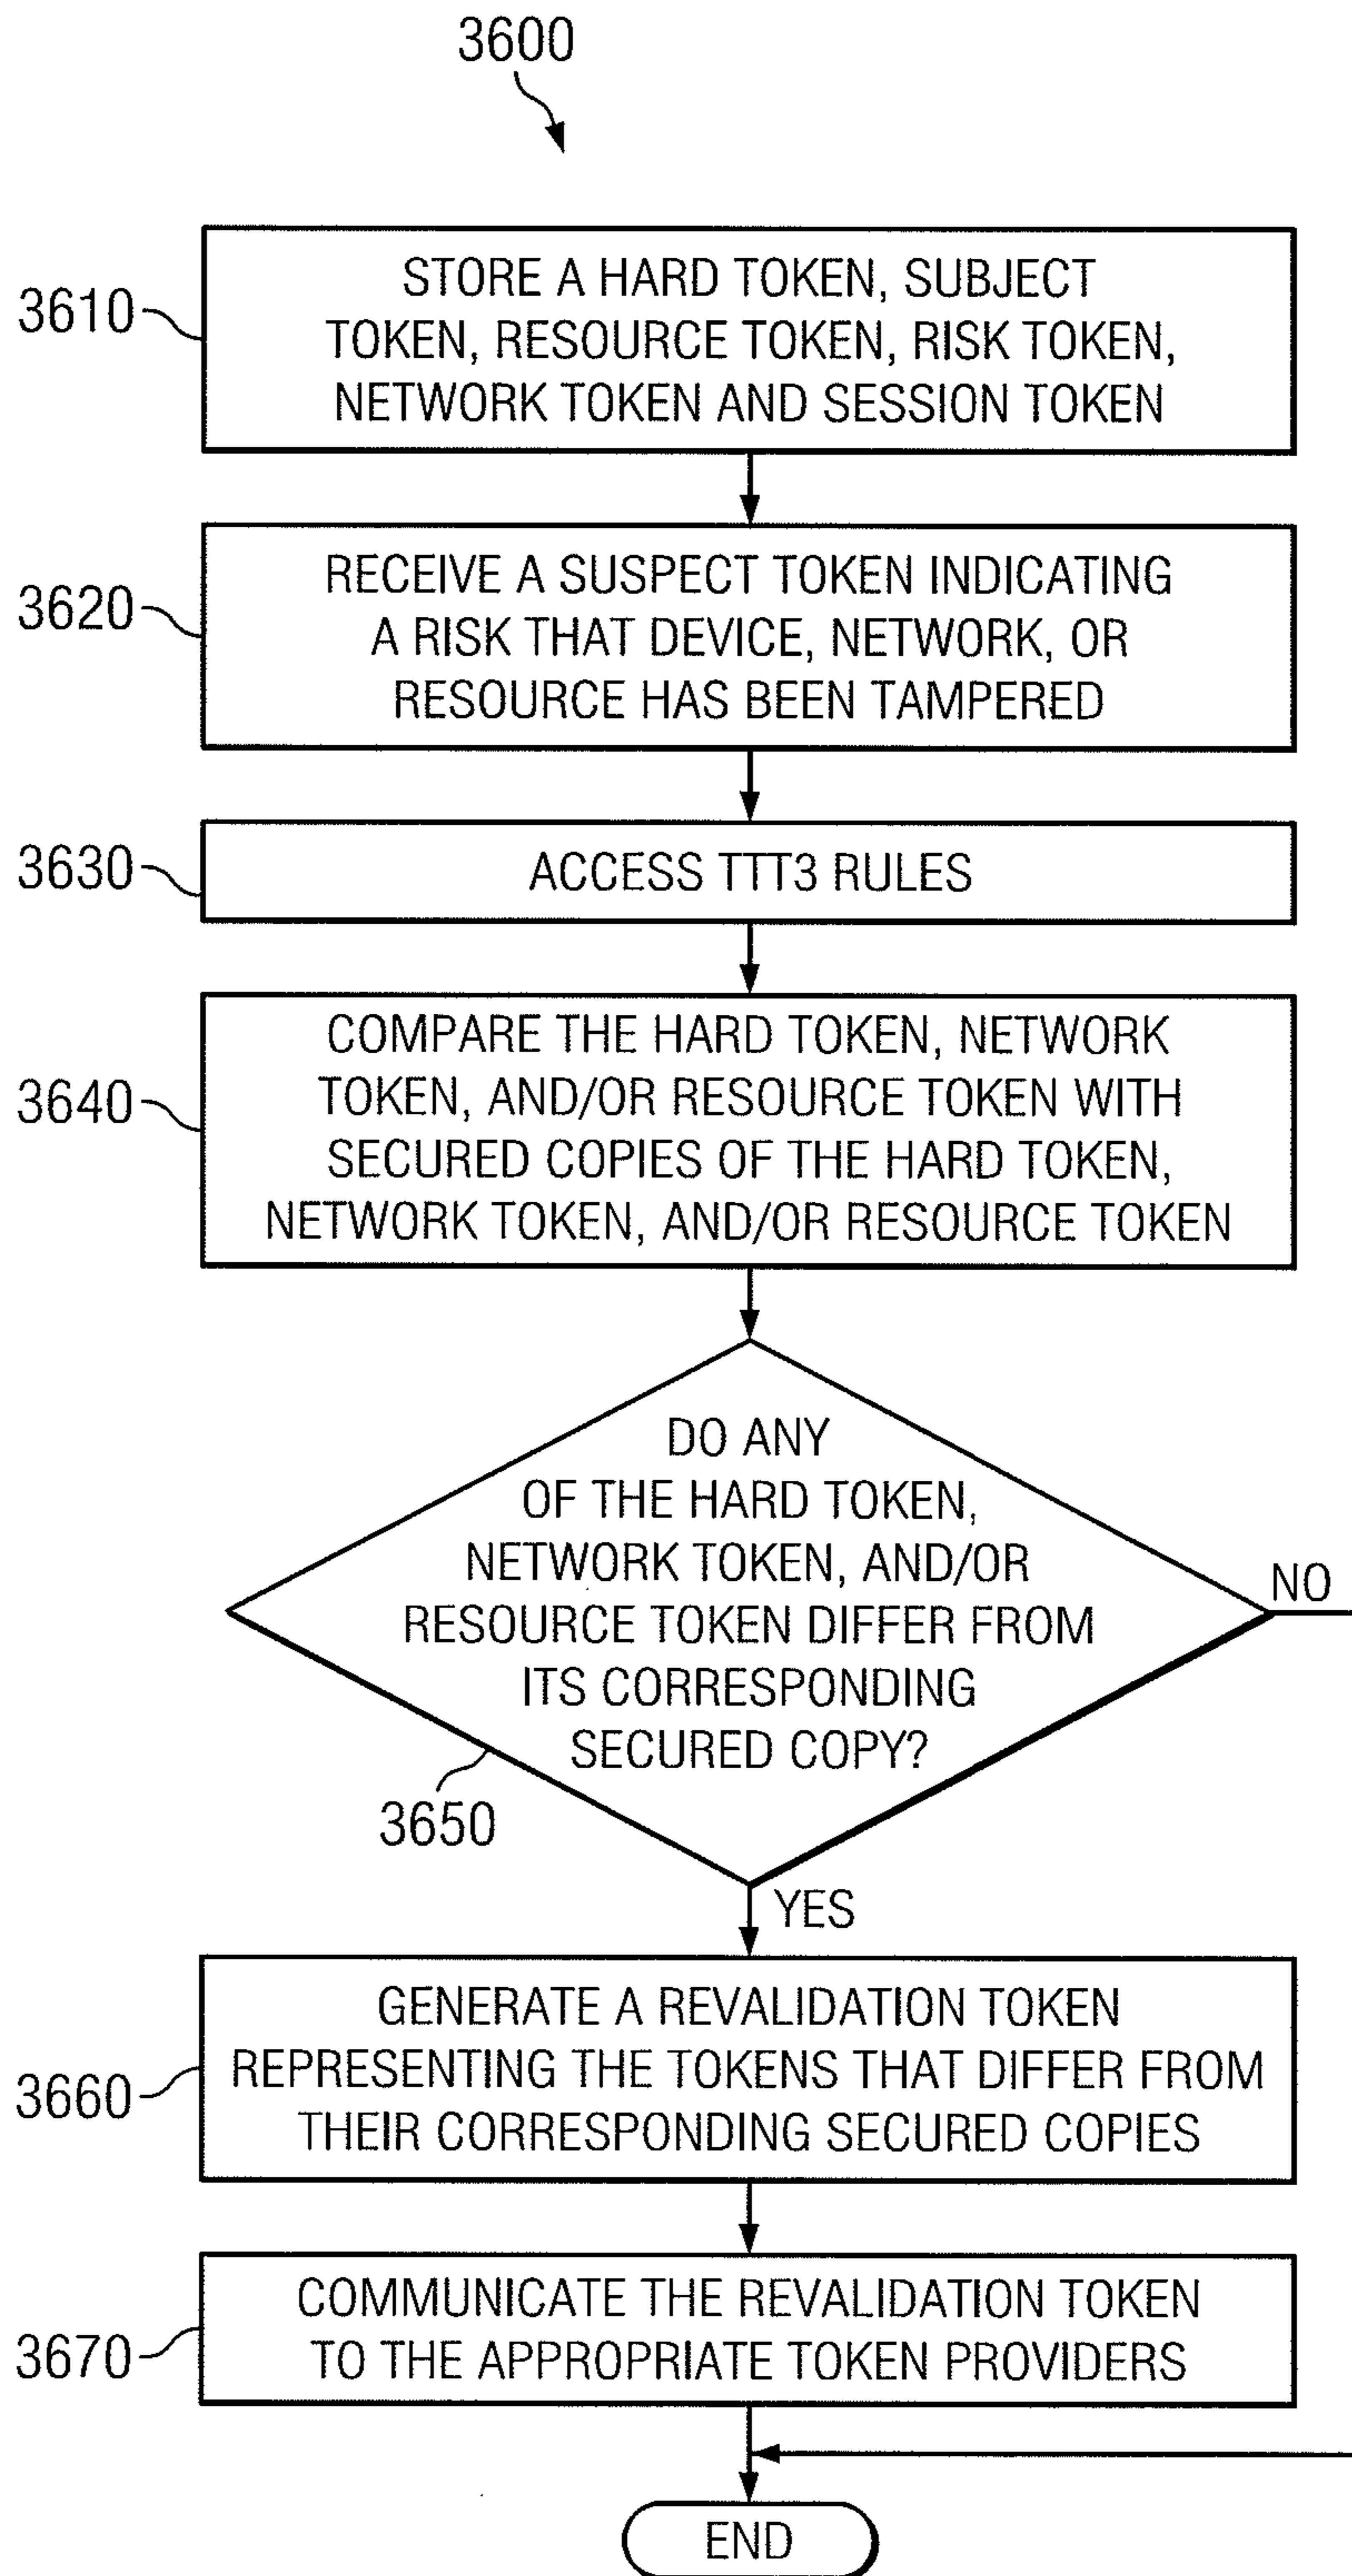 3600
3610
STORE A HARD TOKEN, SUBJECT
TOKEN, RESOURCE TOKEN, RISK TOKEN,
NETWORK TOKEN AND SESSION TOKEN
3620
RECEIVE A SUSPECT TOKEN INDICATING
A RISK THAT DEVICE, NETWORK, OR
RESOURCE HAS BEEN TAMPERED
3630
ACCESS TTT3 RULES
3640
COMPARE THE HARD TOKEN, NETWORK
TOKEN, AND/OR RESOURCE TOKEN WITH
SECURED COPIES OF THE HARD TOKEN,
NETWORK TOKEN, AND/OR RESOURCE TOKEN
DO ANY
OF THE HARD TOKEN,
NETWORK TOKEN, AND/OR
RESOURCE TOKEN DIFFER FROM
ITS CORRESPONDING
SECURED COPY?
NO
3650
YES
3660
GENERATE A REVALIDATION TOKEN
REPRESENTING THE TOKENS THAT DIFFER FROM
THEIR CORRESPONDING SECURED COPIES
3670
COMMUNICATE THE REVALIDATION TOKEN
TO THE APPROPRIATE TOKEN PROVIDERS
END